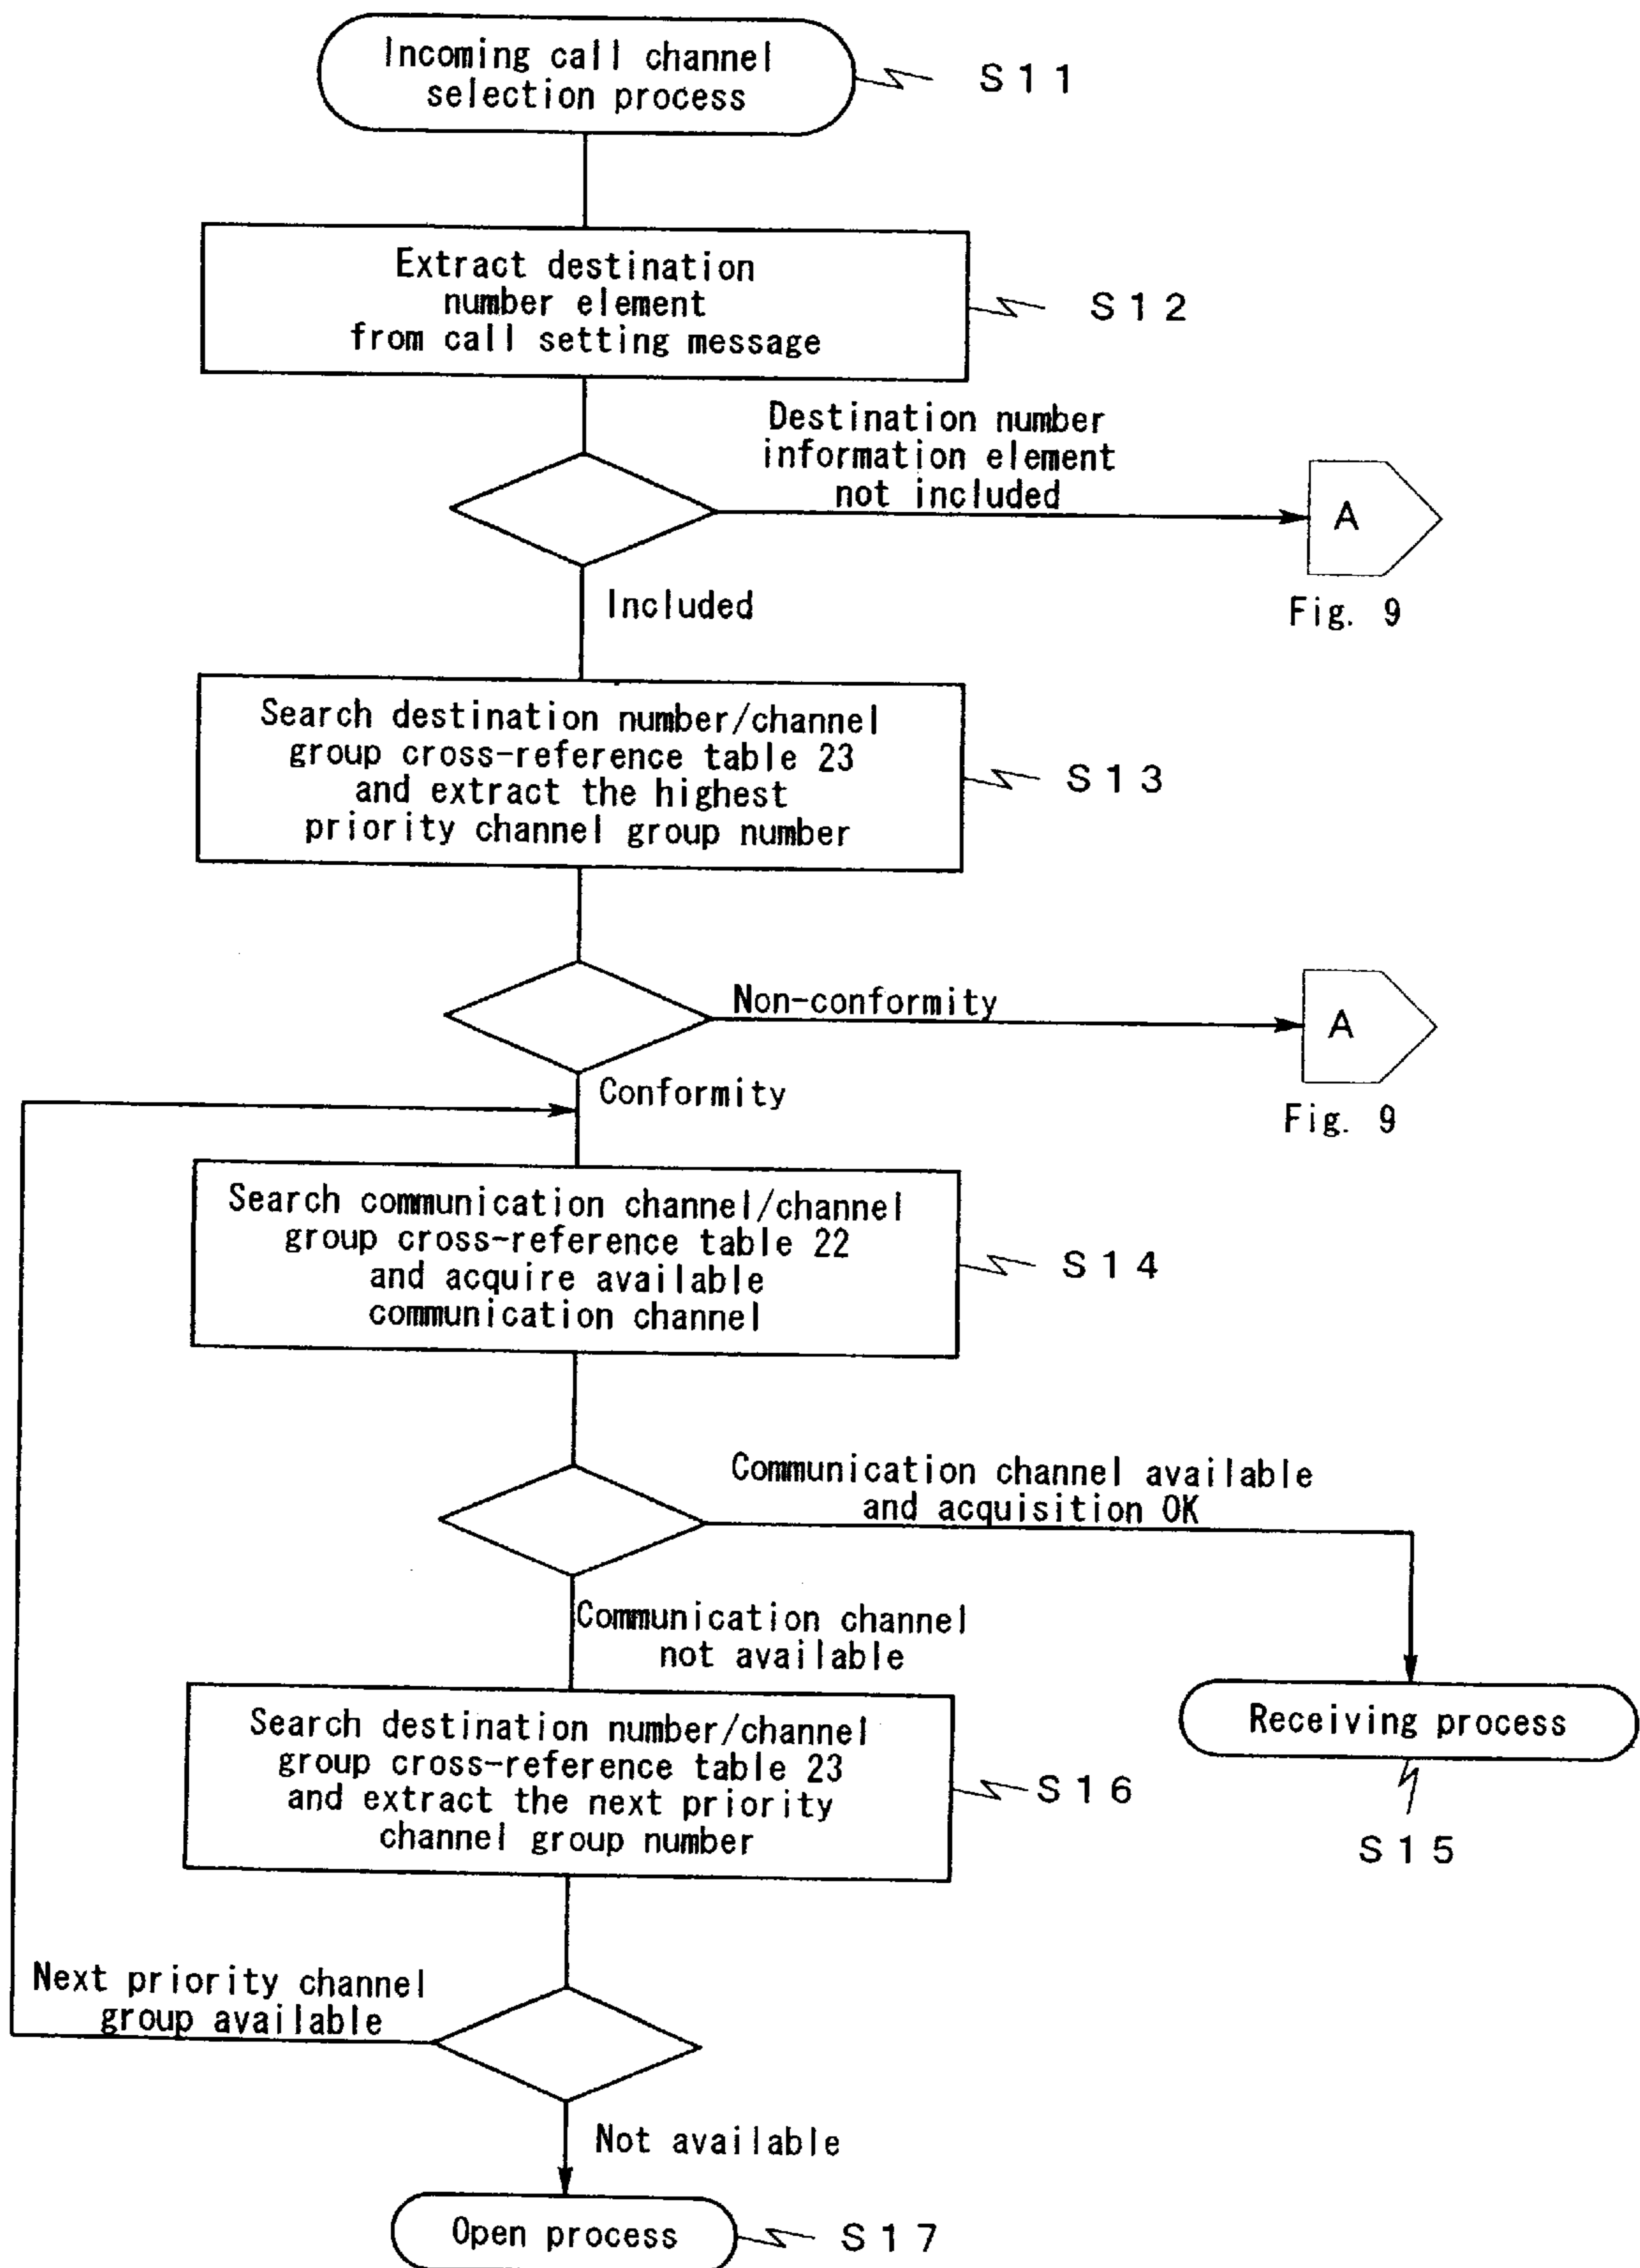 Incoming call channel
selection process
S11
Extract destination
number element
from call setting message
S12
Destination number
information element
not included
A
Fig. 9
Included
Search destination number/channel
group cross-reference table 23
and extract the highest
priority channel group number
S13
Non-conformity
A
Fig. 9
Conformity
Search communication channel/channel
group cross-reference table 22
and acquire available
communication channel
S14
Communication channel available
and acquisition OK
Communication channel
not available
Receiving process
S15
Search destination number/channel
group cross-reference table 23
and extract the next priority
channel group number
S16
Next priority channel
group available
Not available
Open process
S17